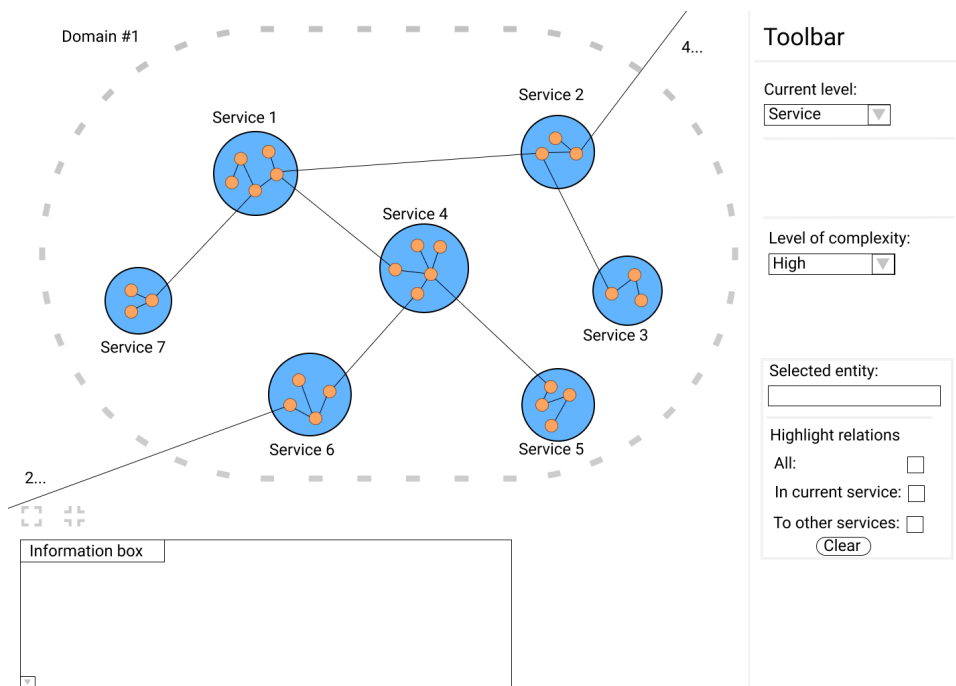 Domain #1
4...
Service 1
Service 2
Service 4
Service 3
Service 7
Service 6
Service 5
2...
Information box
Toolbar
Current level:
Service
Level of complexity:
High
Selected entity:
Highlight relations
All:
In current service:
To other services:
Clear